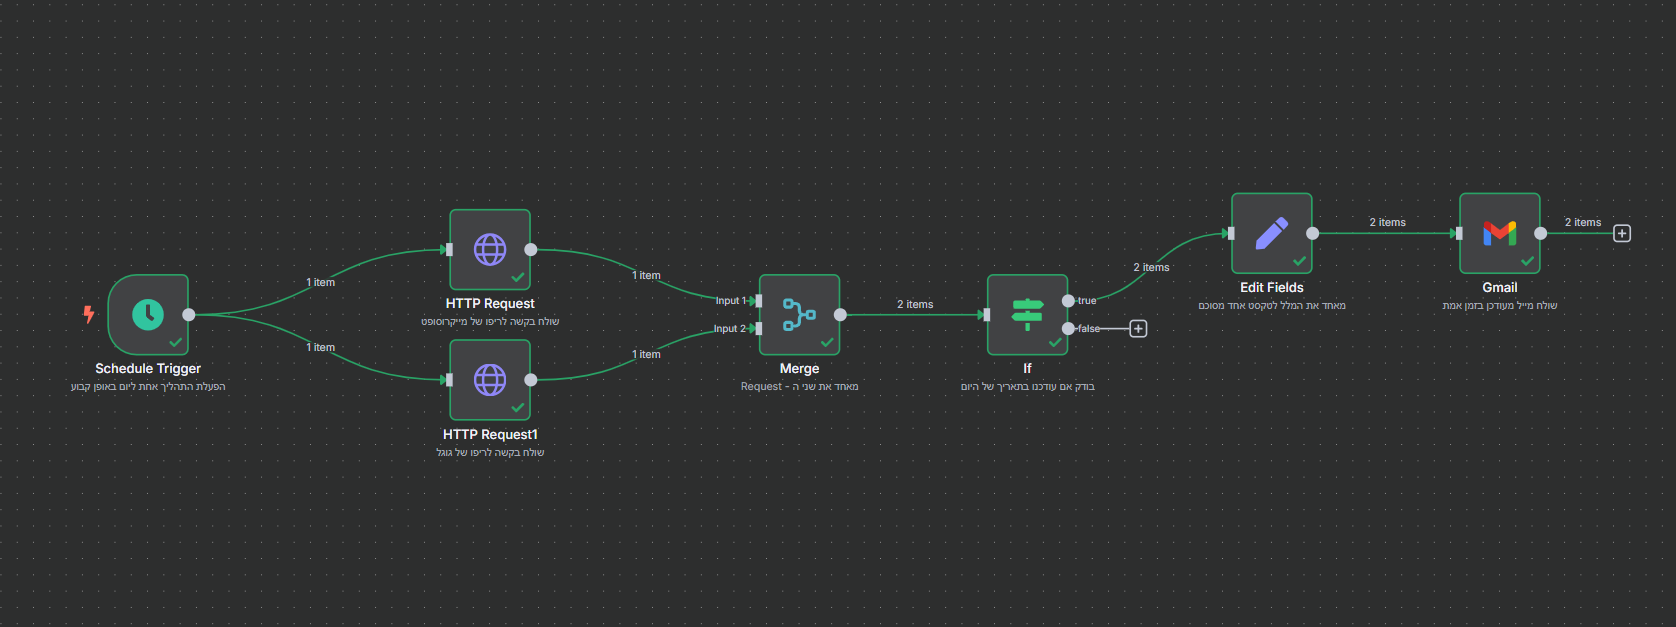 Schedule Trigger
הפעלת התהליך אחת ליום באופן קבוע
1 item
1 item
HTTP Request
שולח בקשה לריפו של מייקרוסופט
HTTP Request1
שולח בקשה לריפו של גוגל
1 item
1 item
Input 1
Input 2
Merge
מאחד את שני ה - Request
2 items
If
בודק אם עודכנו בתאריך של היום
true
false
2 items
Edit Fields
מאחד את המלל לטקסט אחד מסוכם
2 items
Gmail
שולח מייל מעודכן בזמן אמת
2 items